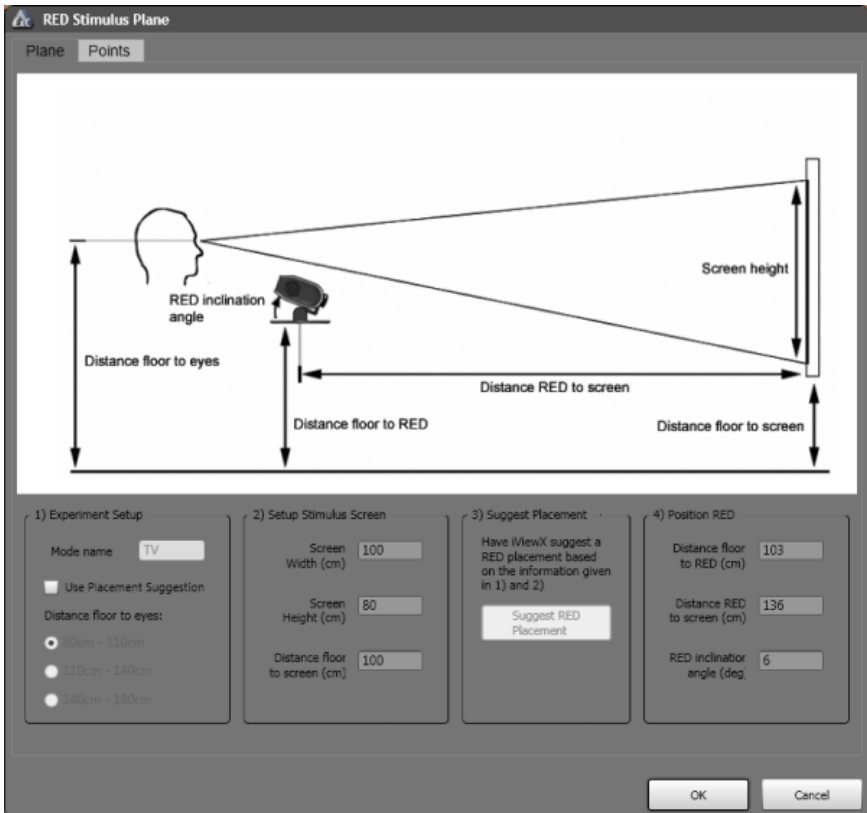 RED Stimulus Plane
Plane
Points
Screen height
RED inclination
angle
Distance floor to eyes
Distance RED to screen
Distance floor to RED
Distance floor to screen
1) Experiment Setup
Mode name
TV
Use Placement Suggestion
Distance floor to eyes:
80cm - 110cm
110cm - 140cm
140cm - 180cm
2) Setup Stimulus Screen
Screen
Width (cm)
100
Screen
Height (cm)
80
Distance floor
to screen (cm)
100
3) Suggest Placement
Have iViewX suggest a
RED placement based
on the information given
in 1) and 2)
Suggest RED
Placement
4) Position RED
Distance floor
to RED (cm)
103
Distance RED
to screen (cm)
136
RED inclination
angle (deg)
6
OK
Cancel